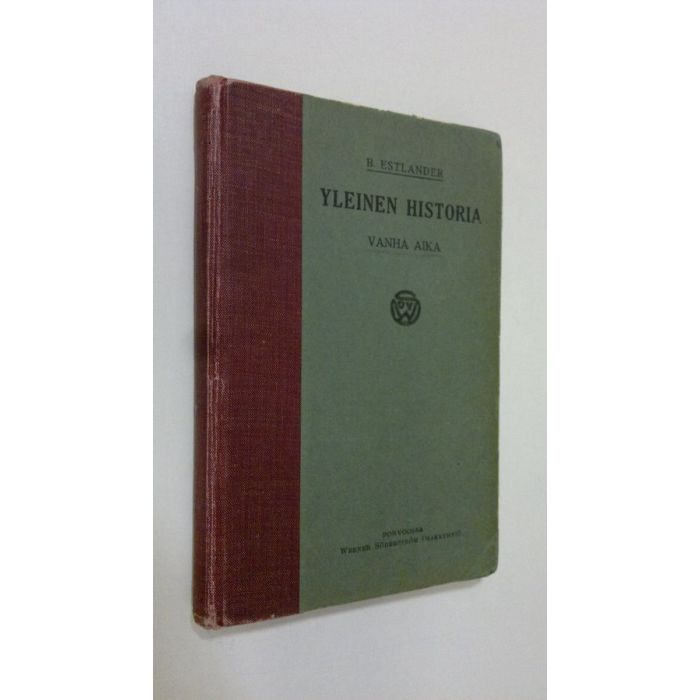 B. ESTLANDER
YLEINEN HISTORIA
VANHA AIKA
PORVOOSSA
WERNER SÖDERSTRÖM OSAKEYHTIÖ